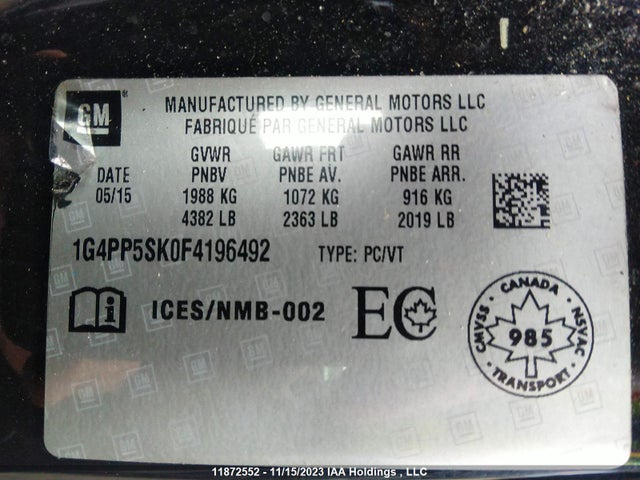 GM
MANUFACTURED BY GENERAL MOTORS LLC
FABRIQUÉ PAR GENERAL MOTORS LLC
GVWR GAWR FRT GAWR RR
DATE PNBV PNBE AV. PNBE ARR.
05/15 1988 KG 1072 KG 916 KG
4382 LB 2363 LB 2019 LB
1G4PP5SK0F4196492 TYPE: PC/VT
i ICES/NMB-002 EC
CANADA
CMVSS 985 NSVAC
TRANSPORT
11872552 - 11/15/2023 IAA Holdings , LLC